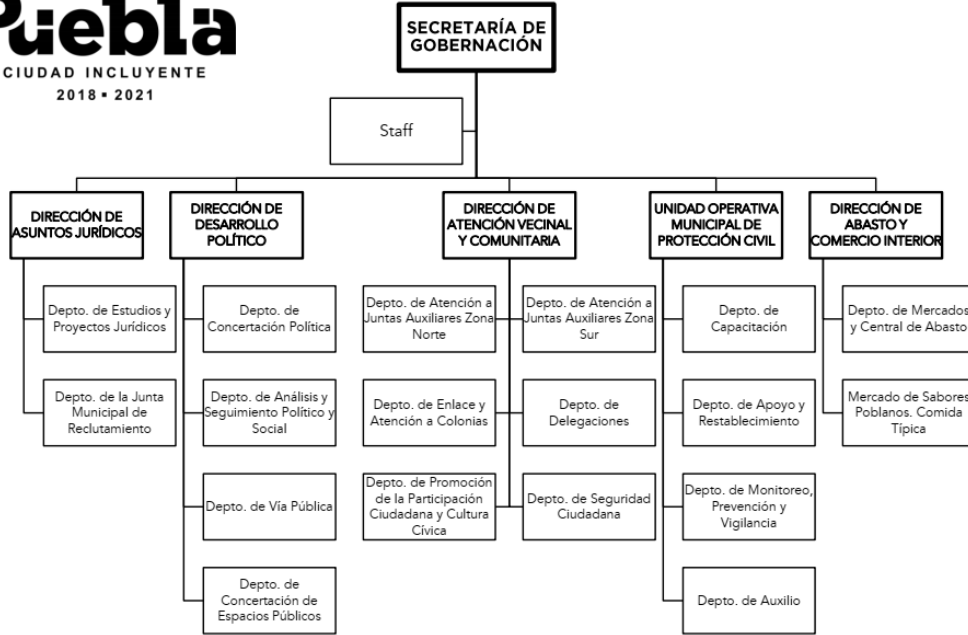 Puebla
CIUDAD INCLUYENTE
2018 ▪ 2021
SECRETARÍA DE
GOBERNACIÓN
Staff
DIRECCIÓN DE
ASUNTOS JURÍDICOS
DIRECCIÓN DE
DESARROLLO
POLÍTICO
DIRECCIÓN DE
ATENCIÓN VECINAL
Y COMUNITARIA
UNIDAD OPERATIVA
MUNICIPAL DE
PROTECCIÓN CIVIL
DIRECCIÓN DE
ABASTO Y
COMERCIO INTERIOR
Depto. de Estudios y
Proyectos Jurídicos
Depto. de
Concertación Política
Depto. de Atención a
Juntas Auxiliares Zona
Norte
Depto. de Atención a
Juntas Auxiliares Zona
Sur
Depto. de
Capacitación
Depto. de Mercados
y Central de Abasto
Depto. de la Junta
Municipal de
Reclutamiento
Depto. de Análisis y
Seguimiento Político y
Social
Depto. de Enlace y
Atención a Colonias
Depto. de
Delegaciones
Depto. de Apoyo y
Restablecimiento
Mercado de Sabores
Poblanos. Comida
Típica
Depto. de Vía Pública
Depto. de Promoción
de la Participación
Ciudadana y Cultura
Cívica
Depto. de Seguridad
Ciudadana
Depto. de Monitoreo,
Prevención y
Vigilancia
Depto. de
Concertación de
Espacios Públicos
Depto. de Auxilio